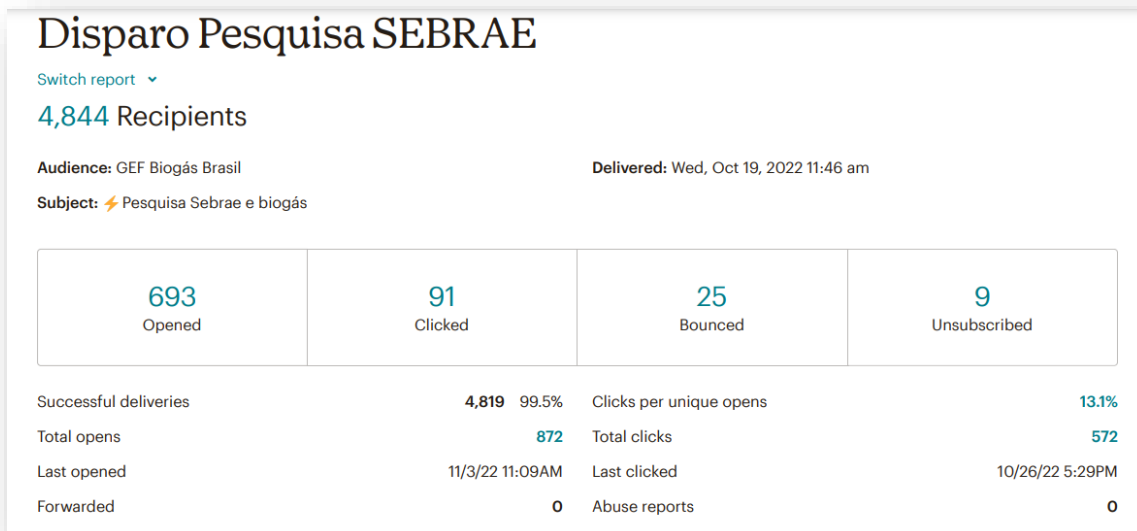 Disparo Pesquisa SEBRAE
Switch report
4,844 Recipients
Audience: GEF Biogás Brasil
Delivered: Wed, Oct 19, 2022 11:46 am
Subject: ⚡ Pesquisa Sebrae e biogás
693
Opened
91
Clicked
25
Bounced
9
Unsubscribed
Successful deliveries 4,819 99.5%
Clicks per unique opens 13.1%
Total opens 872
Total clicks 572
Last opened 11/3/22 11:09AM
Last clicked 10/26/22 5:29PM
Forwarded 0
Abuse reports 0